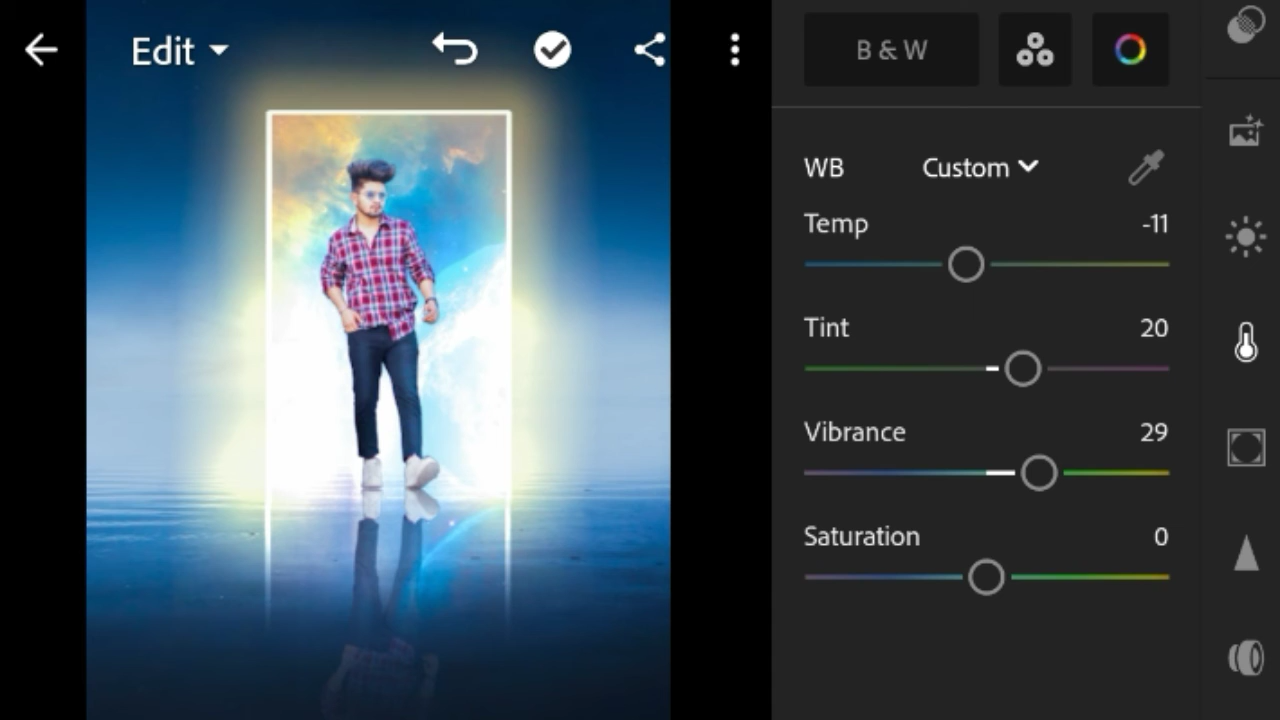 Edit
B & W
WB Custom
Temp -11
Tint 20
Vibrance 29
Saturation 0